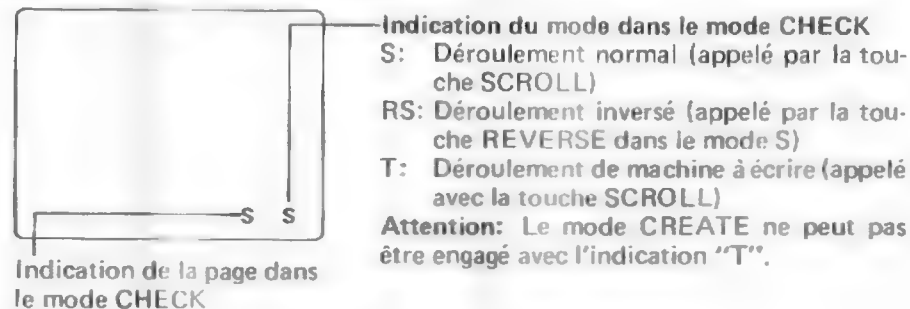 Indication du mode dans le mode CHECK
S: Déroulement normal (appelé par la tou-
che SCROLL)
RS: Déroulement inversé (appelé par la tou-
che REVERSE dans le mode S)
T: Déroulement de machine à écrire (appelé
avec la touche SCROLL)
Attention: Le mode CREATE ne peut pas
être engagé avec l'indication "T".
S S
Indication de la page dans
le mode CHECK